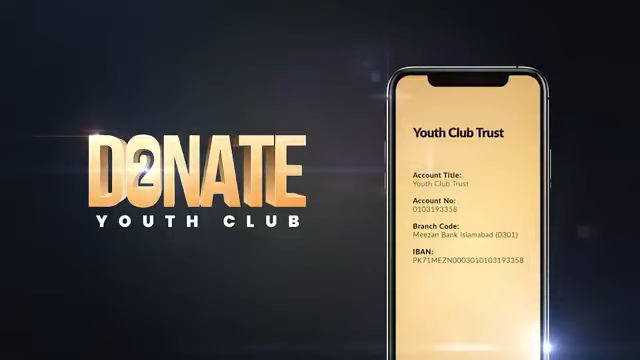 DONATE
2
YOUTH CLUB
Youth Club Trust
Account Title:
Youth Club Trust
Account No:
0103193358
Branch Code:
Meezan Bank Islamabad (0301)
IBAN:
PK71MEZN0003010103193358